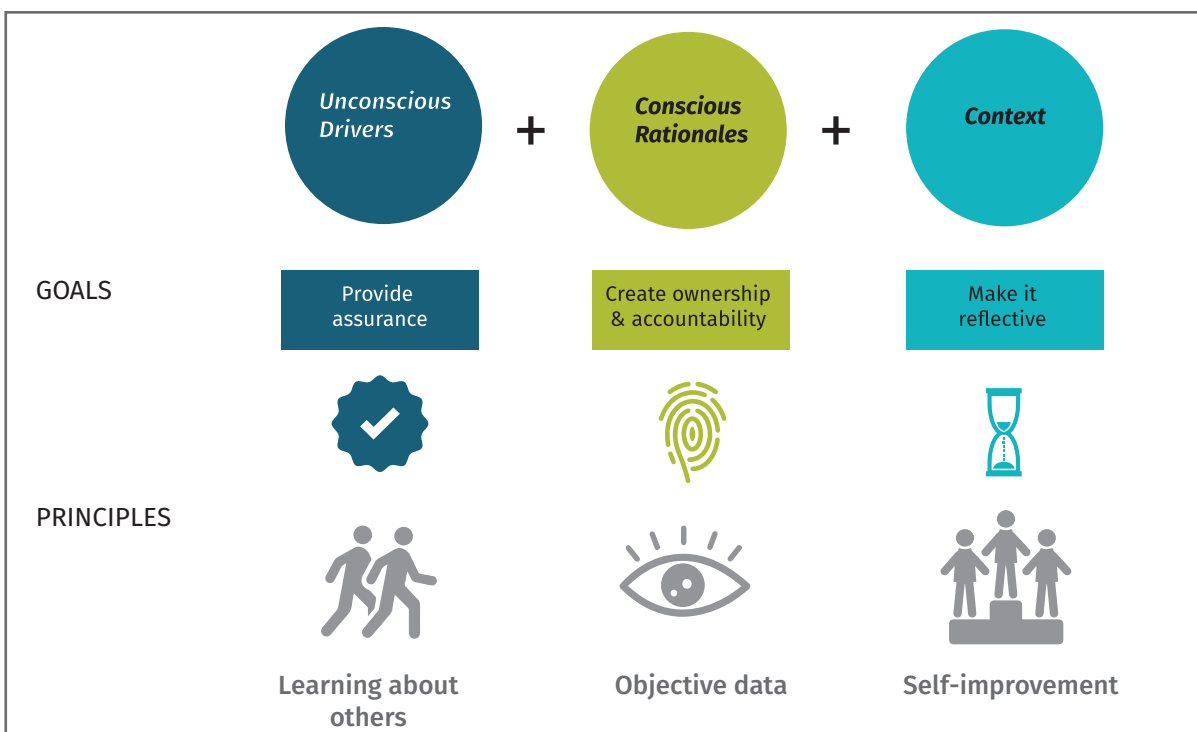 Unconscious
Drivers
+
Conscious
Rationales
+
Context
GOALS
Provide
assurance
Create ownership
& accountability
Make it
reflective
PRINCIPLES
Learning about
others
Objective data
Self-improvement